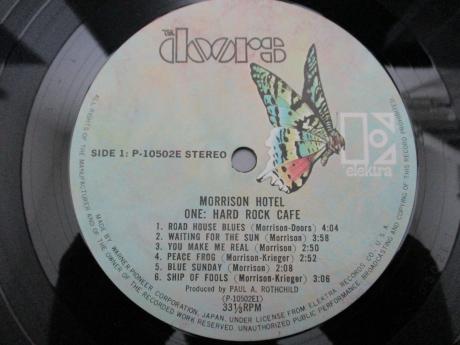 THE
doors
SIDE 1: P-10502E STEREO
elektra
MORRISON HOTEL
ONE: HARD ROCK CAFE
1. ROAD HOUSE BLUES (Morrison-Doors) 4:04
2. WAITING FOR THE SUN (Morrison) 3:58
3. YOU MAKE ME REAL (Morrison) 2:50
4. PEACE FROG (Morrison-Krieger) 2:52
5. BLUE SUNDAY (Morrison) 2:08
6. SHIP OF FOOLS (Morrison-Krieger) 3:06
Produced by PAUL A. ROTHCHILD
(P-10502E1)
33⅓RPM
MADE BY WARNER-PIONEER CORPORATION, JAPAN. UNDER LICENSE FROM ELEKTRA RECORDS CO., U.S.A.
ALL RIGHTS OF THE MANUFACTURER AND OF THE OWNER OF THE RECORDED WORK RESERVED. UNAUTHORIZED PUBLIC PERFORMANCE, BROADCASTING AND COPYING OF THIS RECORD PROHIBITED.